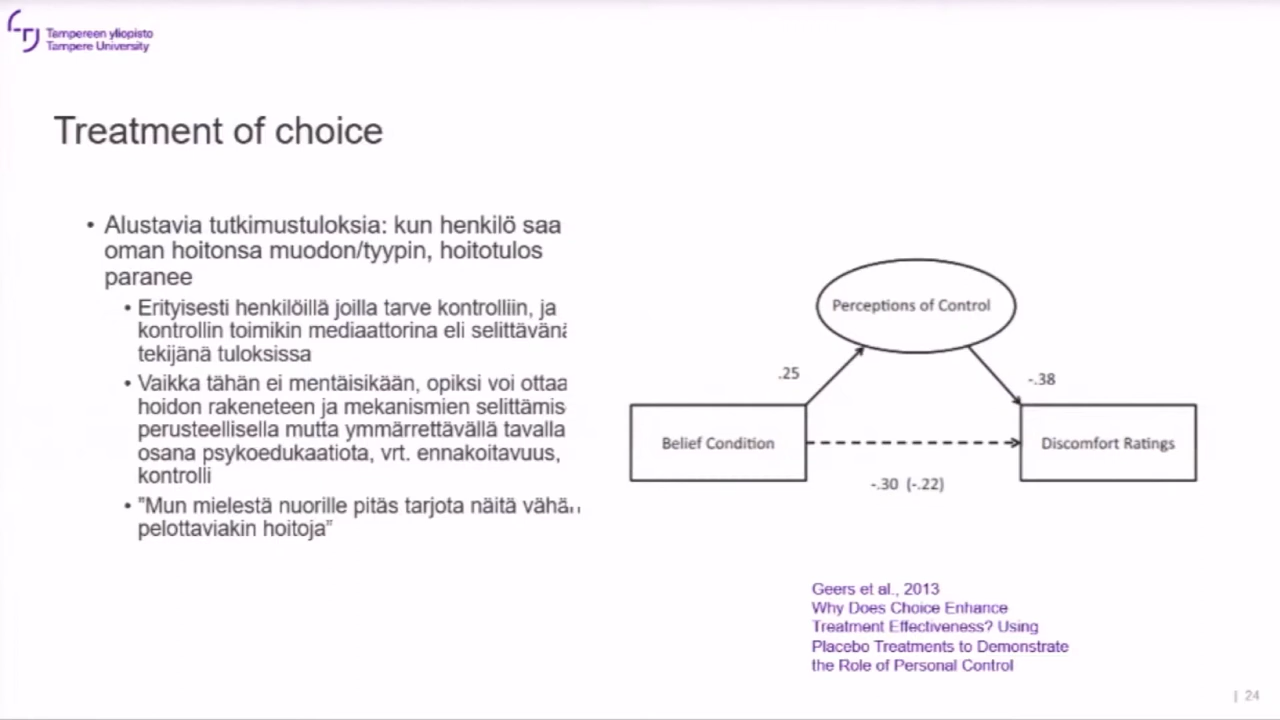 Tampereen yliopisto
Tampere University
Treatment of choice
• Alustavia tutkimustuloksia: kun henkilö saa
oman hoitonsa muodon/tyypin, hoitotulos
paranee
• Erityisesti henkilöillä joilla tarve kontrolliin, ja
kontrollin toimikin mediaattorina eli selittävänä
tekijänä tuloksissa
• Vaikka tähän ei mentäisikään, opiksi voi ottaa
hoidon rakeneteen ja mekanismien selittämis
perusteellisella mutta ymmärrettävällä tavalla
osana psykoedukaatiota, vrt. ennakoitavuus,
kontrolli
• ”Mun mielestä nuorille pitäs tarjota näitä vähän
pelottaviakin hoitoja”
Perceptions of Control
.25
-.38
Belief Condition
Discomfort Ratings
-.30 (-.22)
Geers et al., 2013
Why Does Choice Enhance
Treatment Effectiveness? Using
Placebo Treatments to Demonstrate
the Role of Personal Control
| 24